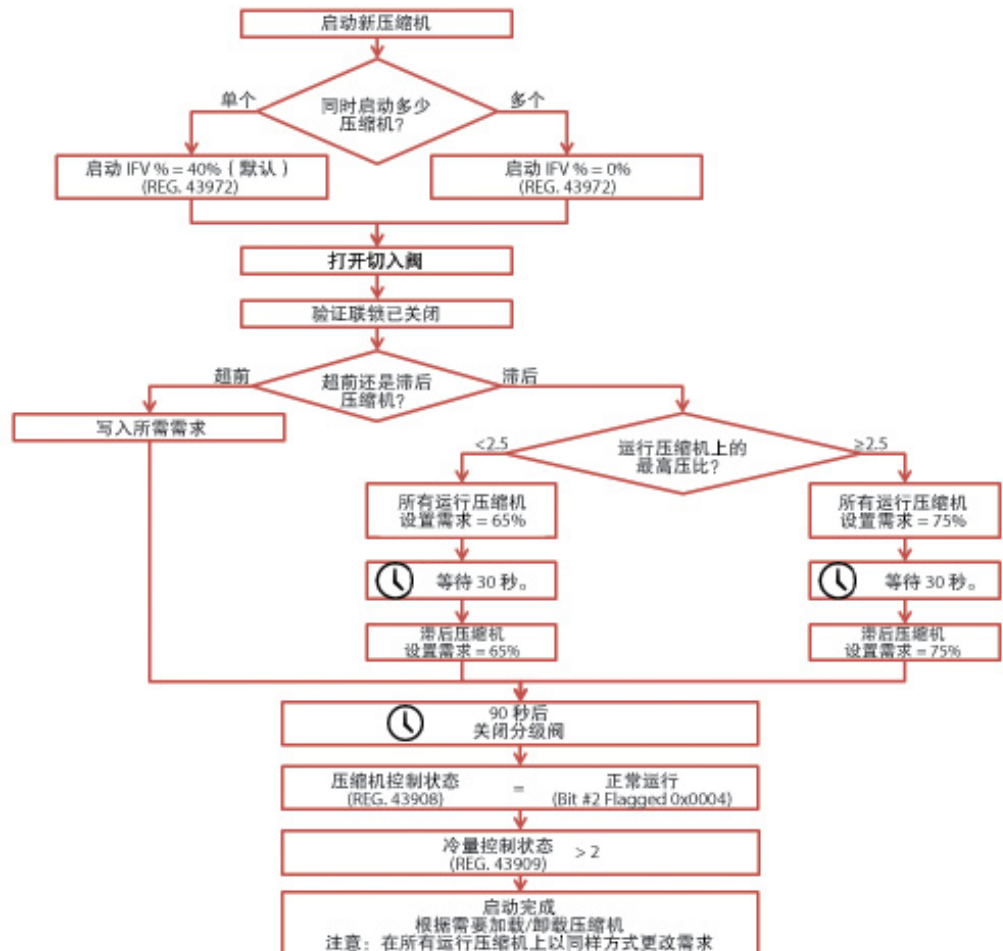 启动新压缩机
同时启动多少
压缩机?
单个
多个
启动 IFV % = 40% ( 默认 )
(REG. 43972)
启动 IFV % = 0%
(REG. 43972)
打开切入阀
验证联锁已关闭
超前还是滞后
压缩机?
超前
滞后
写入所需需求
运行压缩机上的
最高压比?
<2.5
≥2.5
所有运行压缩机
设置需求 = 65%
等待 30 秒。
滞后压缩机
设置需求 = 65%
所有运行压缩机
设置需求 = 75%
等待 30 秒。
滞后压缩机
设置需求 = 75%
90 秒后
关闭分级阀
压缩机控制状态
(REG. 43908)
=
正常运行
(Bit #2 Flagged 0x0004)
冷量控制状态
(REG. 43909)
> 2
启动完成
根据需要加载/卸载压缩机
注意：在所有运行压缩机上以同样方式更改需求